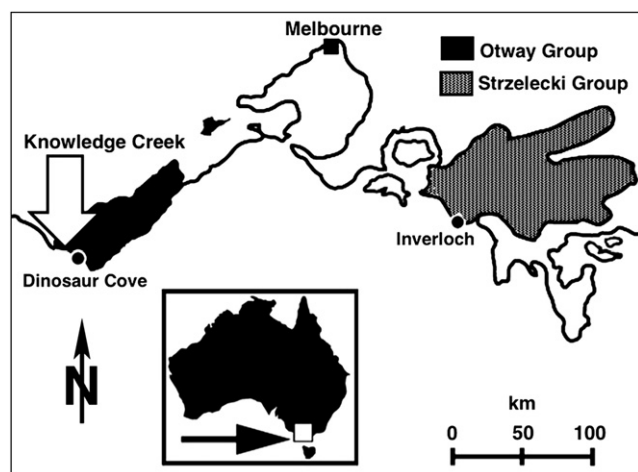 Melbourne
Otway Group
Strzelecki Group
Knowledge Creek
Inverloch
Dinosaur Cove
N
km
0 50 100